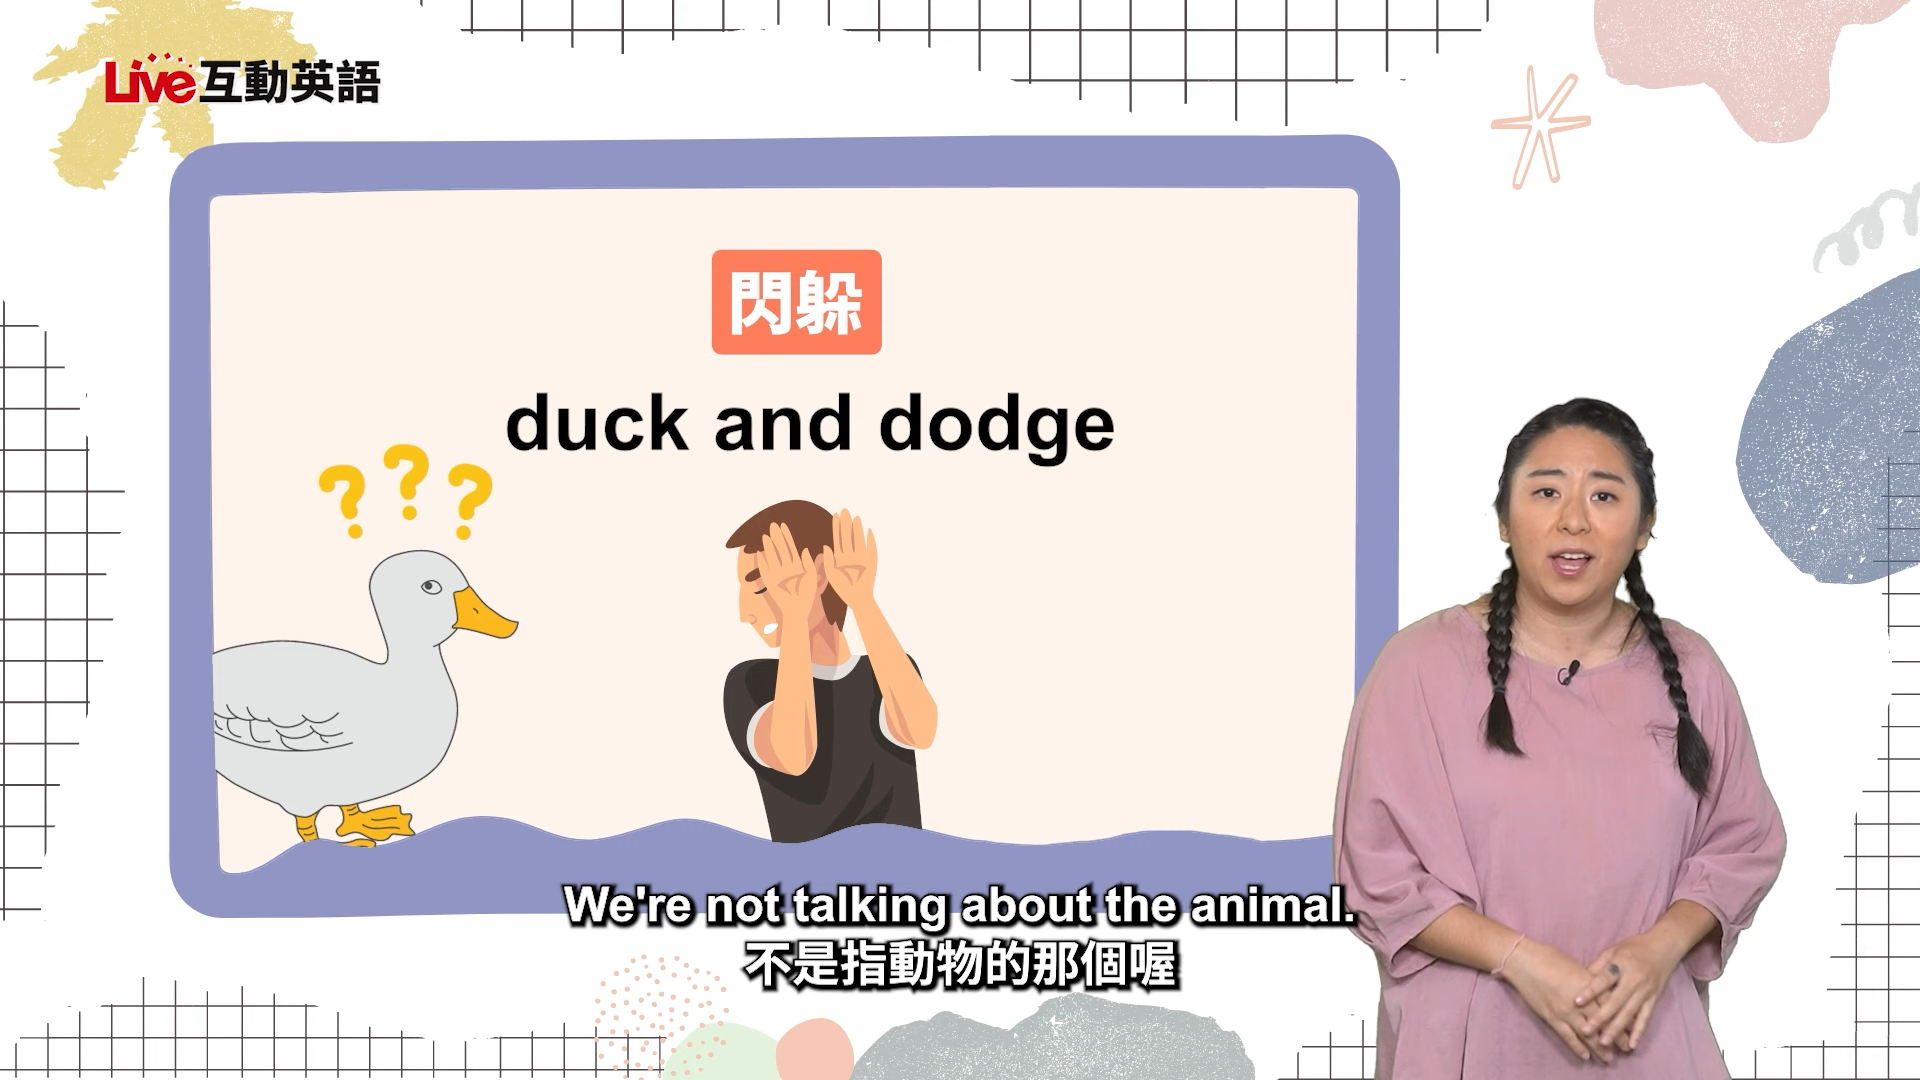 Live互動英語
閃躲
duck and dodge
???
We're not talking about the animal.
不是指動物的那個喔